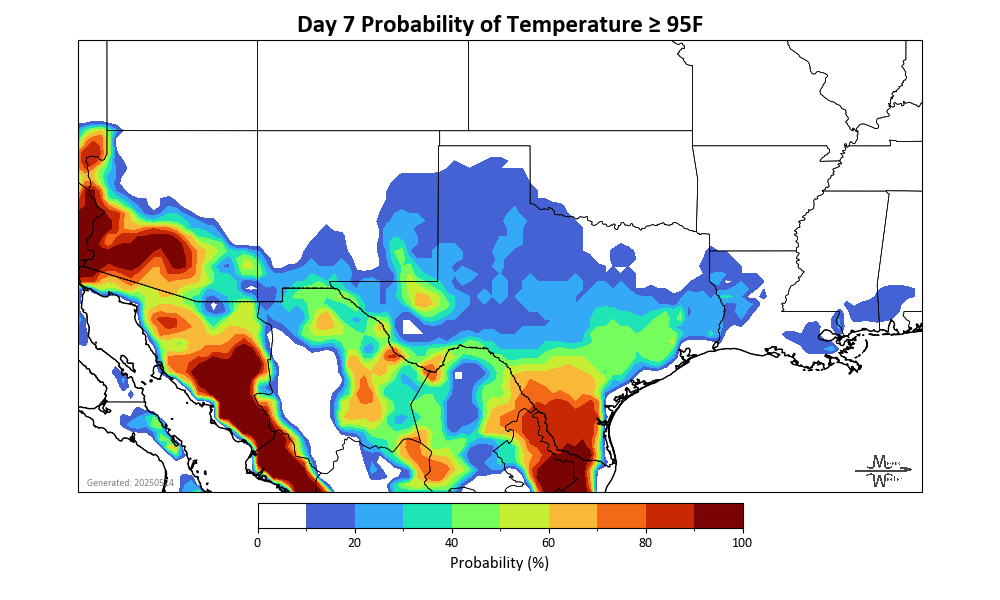 Day 7 Probability of Temperature ≥ 95F
Generated: 20250524
0 20 40 60 80 100
Probability (%)